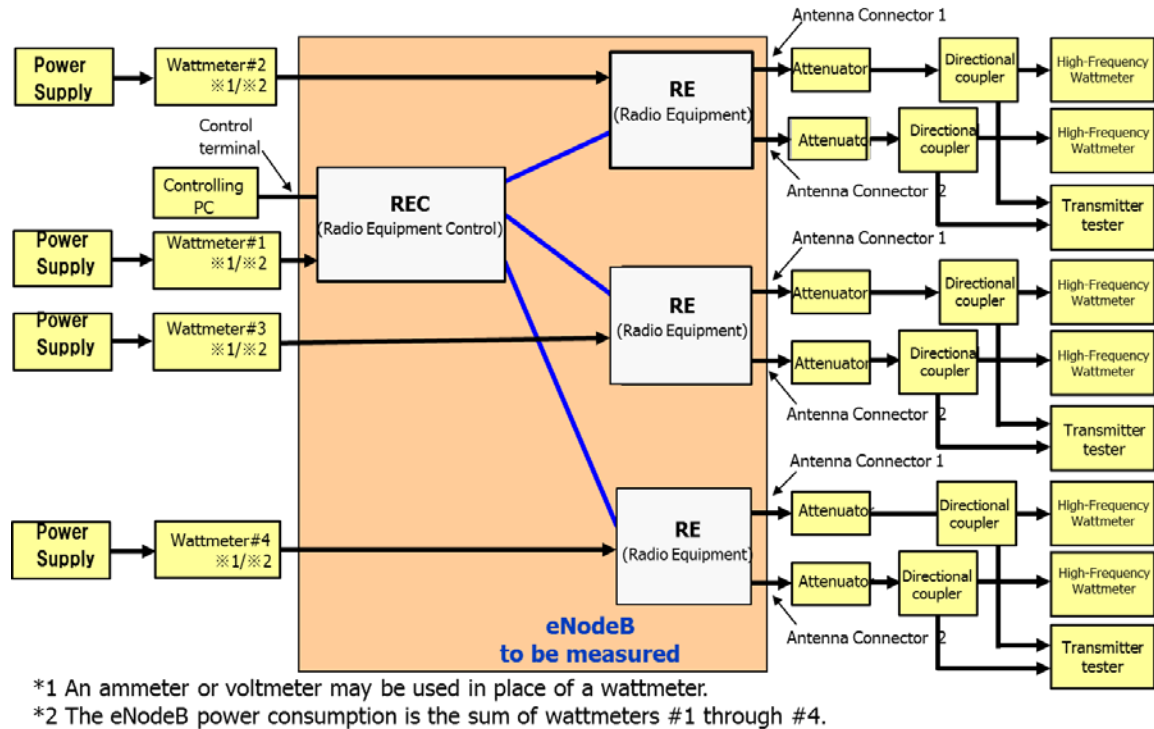 Antenna Connector 1
Power
Supply
Wattmeter#2
※1/※2
RE
(Radio Equipment)
Attenuator
Directional
coupler
High-Frequency
Wattmeter
Control
terminal
Attenuator
Directional
coupler
High-Frequency
Wattmeter
Controlling
PC
REC
(Radio Equipment Control)
Antenna Connector 2
Transmitter
tester
Power
Supply
Wattmeter#1
※1/※2
Antenna Connector 1
RE
(Radio Equipment)
Attenuator
Directional
coupler
High-Frequency
Wattmeter
Power
Supply
Wattmeter#3
※1/※2
Attenuator
Directional
coupler
High-Frequency
Wattmeter
Antenna Connector 2
Transmitter
tester
Antenna Connector 1
Power
Supply
Wattmeter#4
※1/※2
RE
(Radio Equipment)
Attenuator
Directional
coupler
High-Frequency
Wattmeter
Attenuator
Directional
coupler
High-Frequency
Wattmeter
Antenna Connector 2
Transmitter
tester
eNodeB
to be measured
*1 An ammeter or voltmeter may be used in place of a wattmeter.
*2 The eNodeB power consumption is the sum of wattmeters #1 through #4.